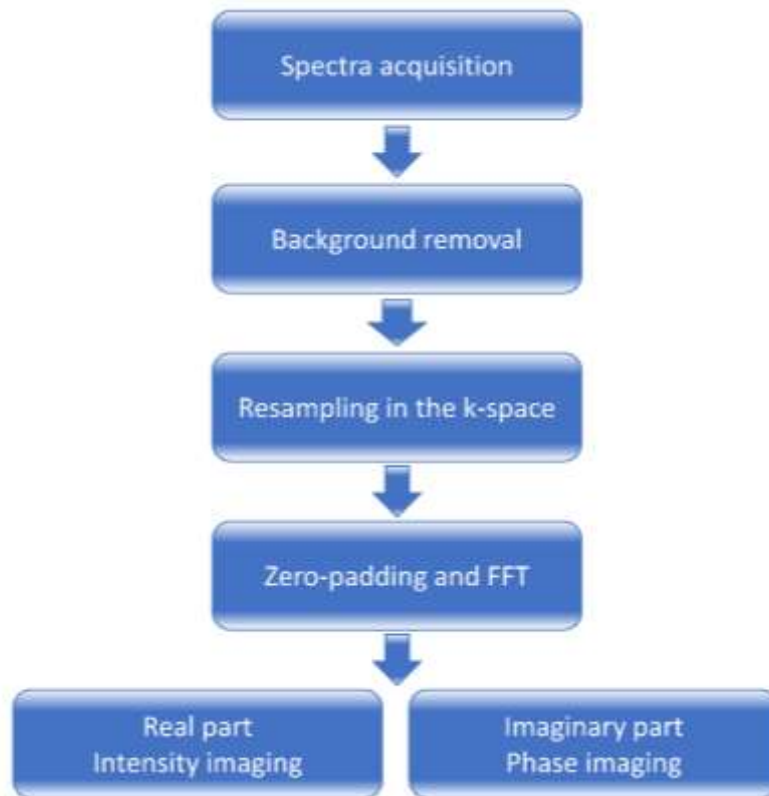 Spectra acquisition
Background removal
Resampling in the k-space
Zero-padding and FFT
Real part
Intensity imaging
Imaginary part
Phase imaging